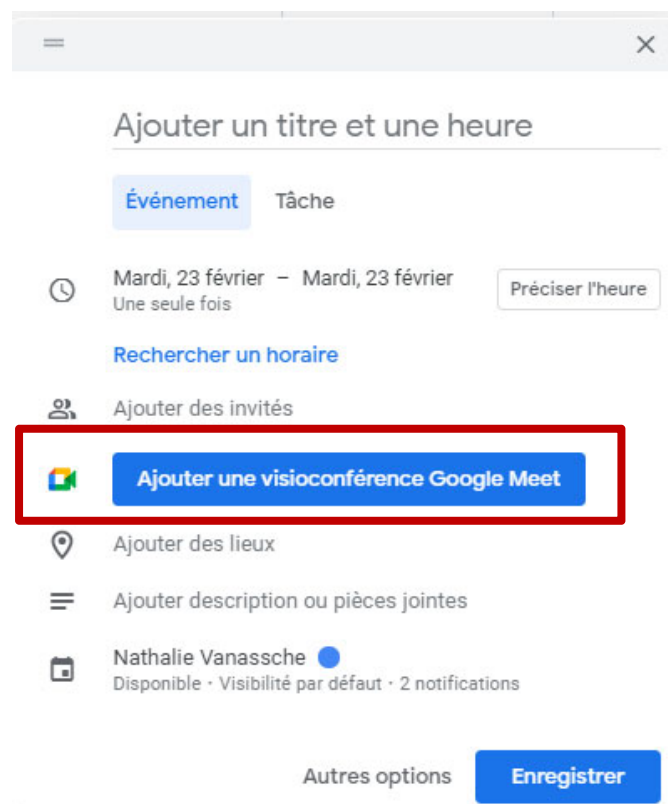 Ajouter un titre et une heure
Événement Tâche
Mardi, 23 février – Mardi, 23 février
Une seule fois
Préciser l'heure
Rechercher un horaire
Ajouter des invités
Ajouter une visioconférence Google Meet
Ajouter des lieux
Ajouter description ou pièces jointes
Nathalie Vanassche
Disponible · Visibilité par défaut · 2 notifications
Autres options Enregistrer